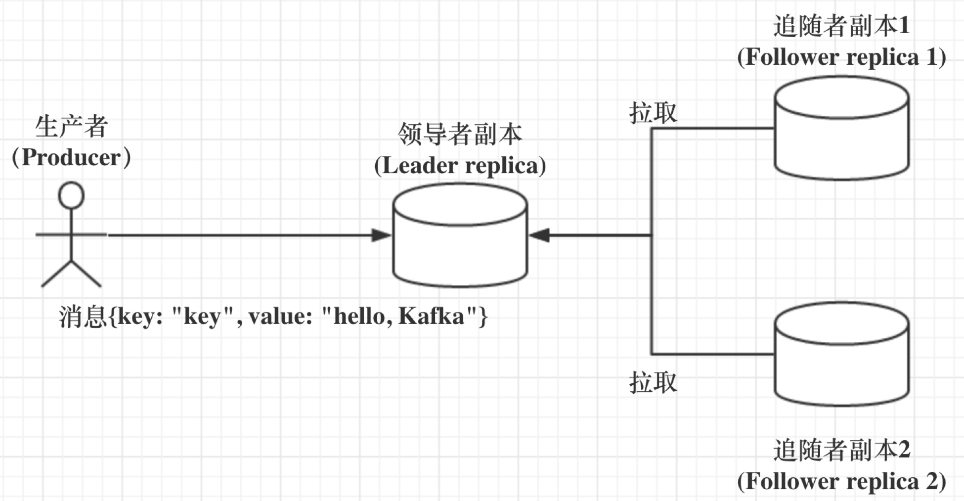 追随者副本1
(Follower replica 1)
拉取
生产者
（Producer）
领导者副本
(Leader replica)
消息{key: "key", value: "hello, Kafka"}
拉取
追随者副本2
(Follower replica 2)